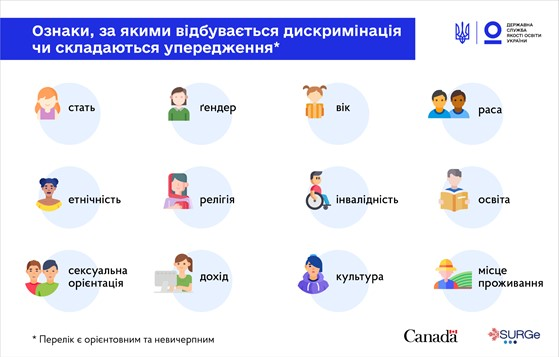 Ознаки, за якими відбувається дискримінація
чи складаються упередження*
ДЕРЖАВНА
СЛУЖБА
ЯКОСТІ ОСВІТИ
УКРАЇНИ
стать
ґендер
вік
раса
етнічність
релігія
інвалідність
освіта
сексуальна
орієнтація
дохід
культура
місце
проживання
* Перелік є орієнтовним та невичерпним
Canada
SURGe